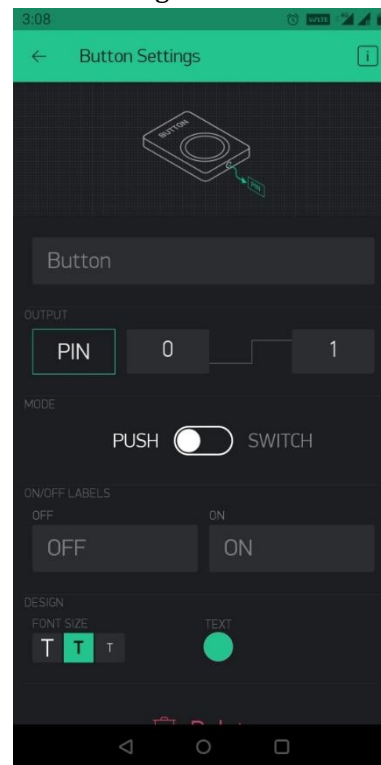 3:08 VoLTE
← Button Settings i
BUTTON
PIN
Button
OUTPUT
PIN 0 1
MODE
PUSH SWITCH
ON/OFF LABELS
OFF ON
OFF ON
DESIGN
FONT SIZE TEXT
T T T